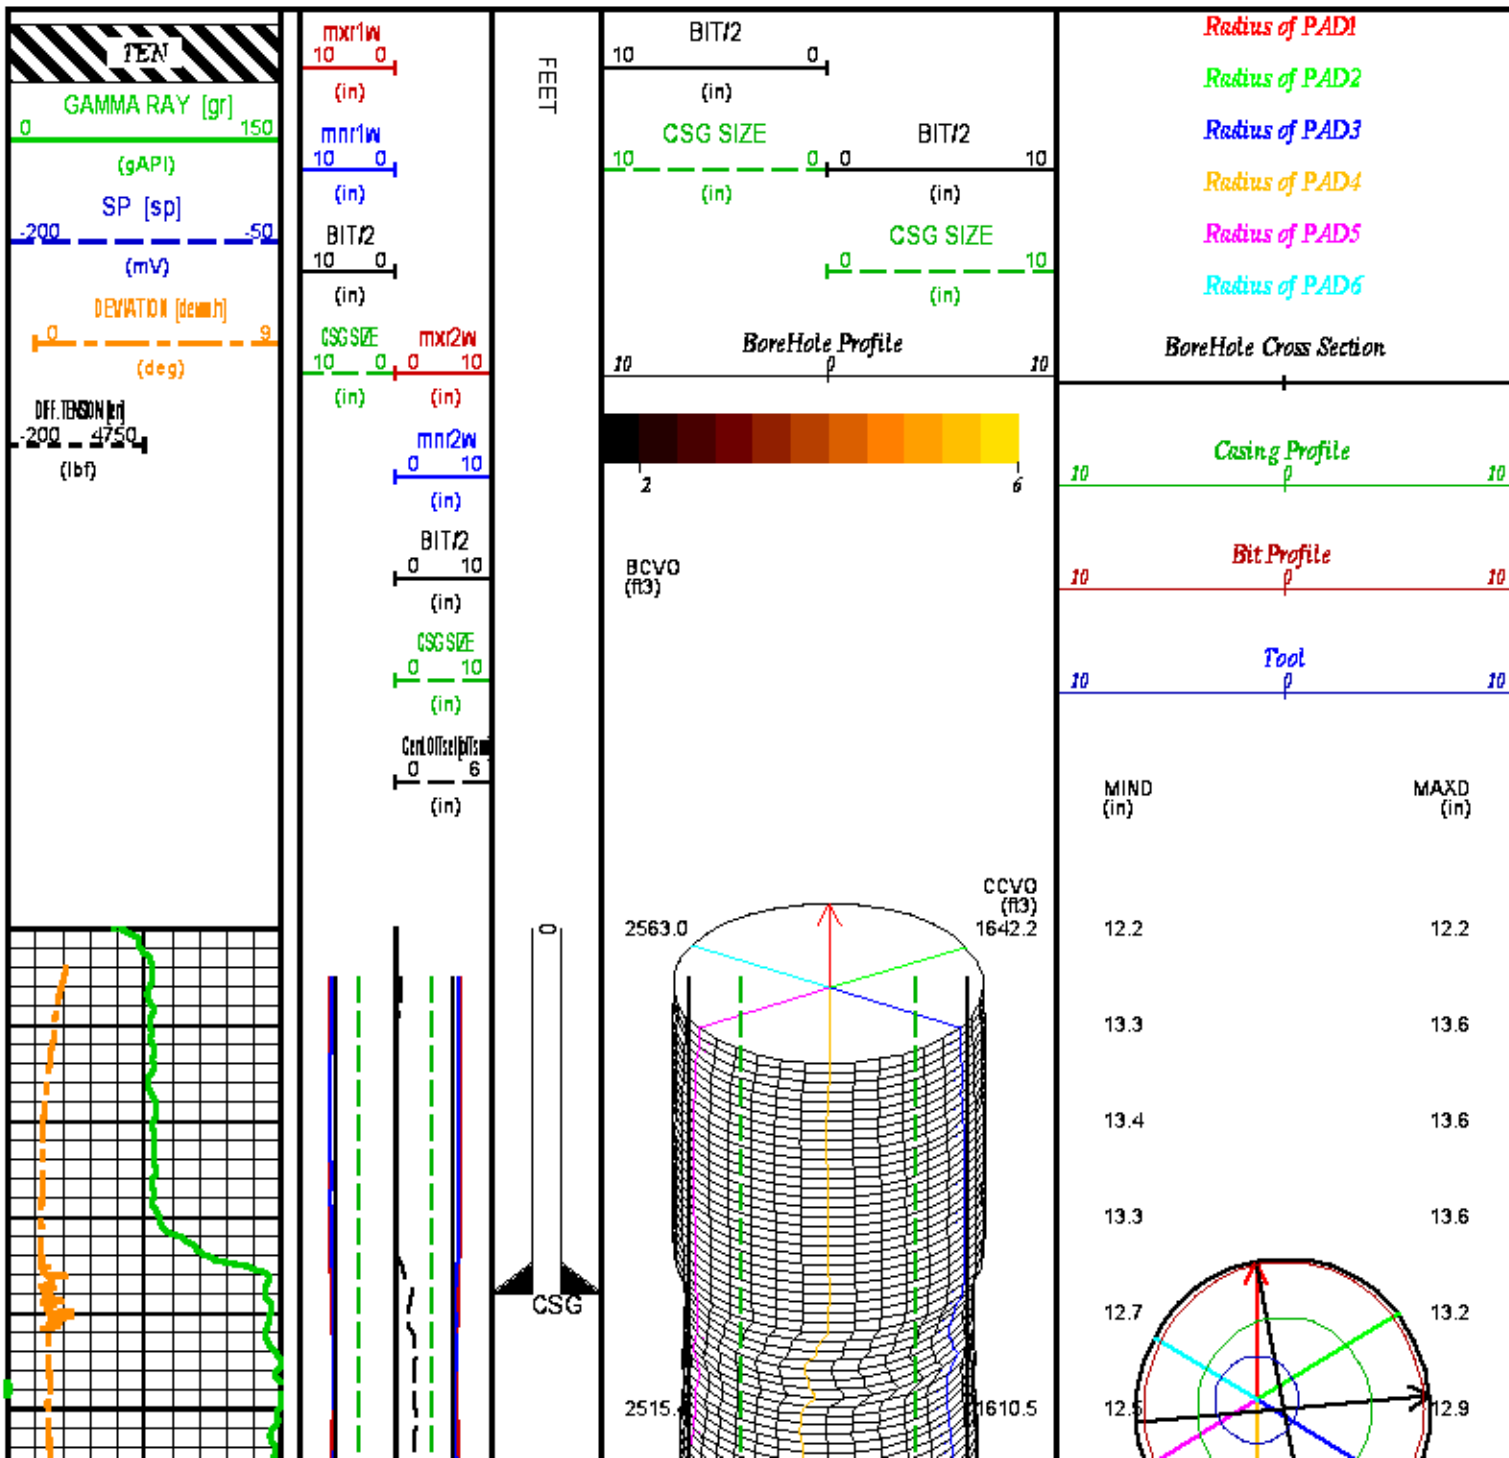 TEN
GAMMA RAY [gr]
0 150
(gAPI)
SP [sp]
-200 -50
(mV)
0 9
(deg)
-200 4750
(lbf)
mxr1w
10 0
(in)
mnr1w
10 0
(in)
BIT/2
10 0
(in)
CSG SIZE
10 0
(in)
mxr2w
0 10
(in)
mnr2w
0 10
(in)
BIT/2
0 10
(in)
CSG SIZE
0 10
(in)
0 6
(in)
FEET
0
CSG
BIT/2
10 0
(in)
CSG SIZE
10 0
(in)
BIT/2
0 10
(in)
CSG SIZE
0 10
(in)
BoreHole Profile
10 0 10
2 6
BCVO
(ft3)
CCVO
(ft3)
2563.0 1642.2
2515. 1610.5
Radius of PAD1
Radius of PAD2
Radius of PAD3
Radius of PAD4
Radius of PAD5
Radius of PAD6
BoreHole Cross Section
Casing Profile
10 0 10
Bit Profile
10 0 10
Tool
10 0 10
MIND
(in)
MAXD
(in)
12.2 12.2
13.3 13.6
13.4 13.6
13.3 13.6
12.7 13.2
12.5 12.9